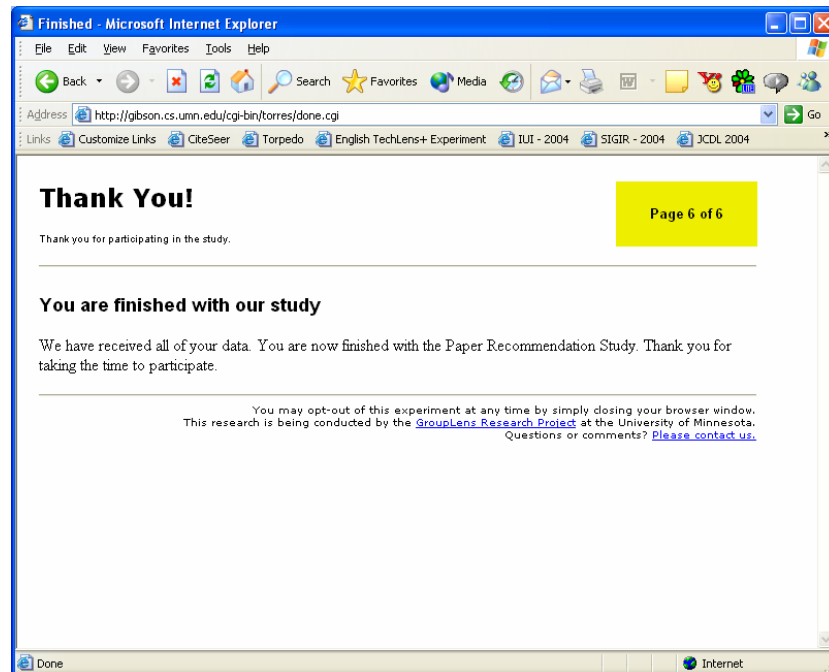 Finished - Microsoft Internet Explorer
File Edit View Favorites Tools Help
Back Search Favorites Media
Address http://gibson.cs.umn.edu/cgi-bin/torres/done.cgi Go
Links Customize Links CiteSeer Torpedo English TechLens+ Experiment IUI - 2004 SIGIR - 2004 JCDL 2004 »
Thank You!
Page 6 of 6
Thank you for participating in the study.
You are finished with our study
We have received all of your data. You are now finished with the Paper Recommendation Study. Thank you for
taking the time to participate.
You may opt-out of this experiment at any time by simply closing your browser window.
This research is being conducted by the GroupLens Research Project at the University of Minnesota.
Questions or comments? Please contact us.
Done Internet